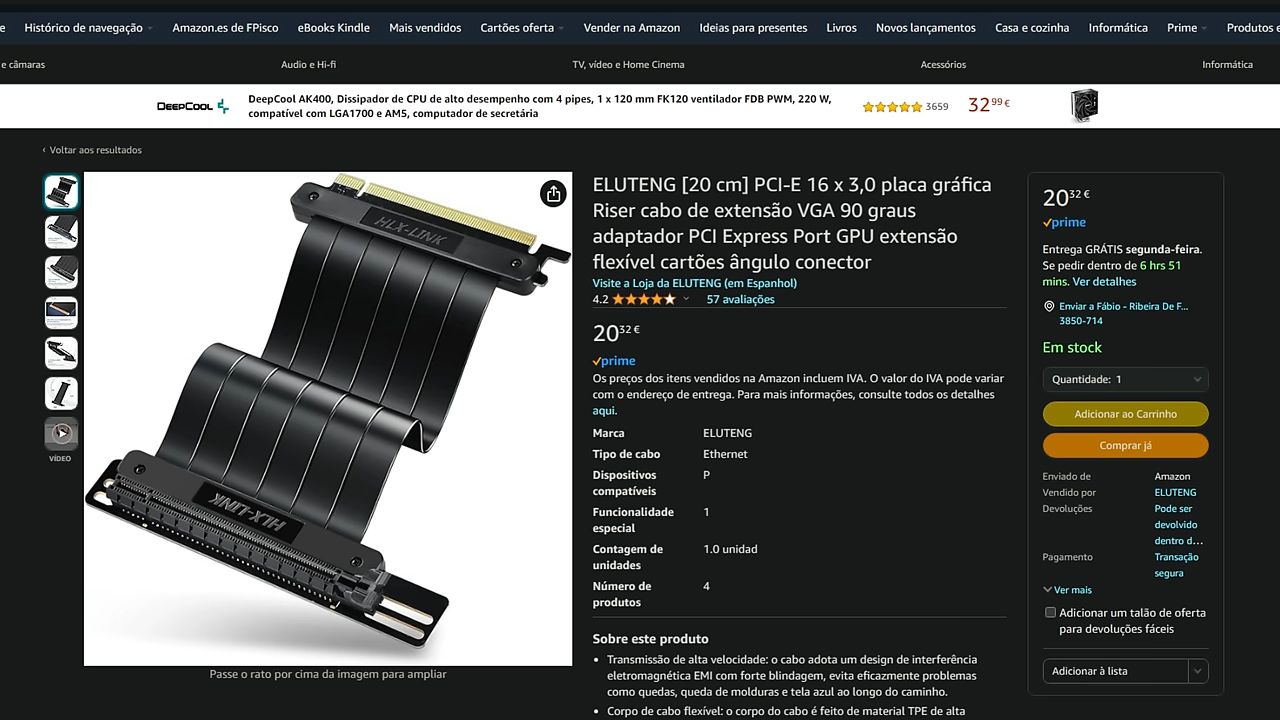 e
Histórico de navegação
Amazon.es de FPisco
eBooks Kindle
Mais vendidos
Cartões oferta
Vender na Amazon
Ideias para presentes
Livros
Novos lançamentos
Casa e cozinha
Informática
Prime
Produtos e
e câmaras
Audio e Hi-fi
TV, vídeo e Home Cinema
Acessórios
Informática
DEEPCOOL
DeepCool AK400, Dissipador de CPU de alto desempenho com 4 pipes, 1 x 120 mm FK120 ventilador FDB PWM, 220 W,
compatível com LGA1700 e AM5, computador de secretária
3659
32,99 €
‹ Voltar aos resultados
HLX-LINK
HLX-LINK
VÍDEO
Passe o rato por cima da imagem para ampliar
ELUTENG [20 cm] PCI-E 16 x 3,0 placa gráfica
Riser cabo de extensão VGA 90 graus
adaptador PCI Express Port GPU extensão
flexível cartões ângulo conector
Visite a Loja da ELUTENG (em Espanhol)
4.2
57 avaliações
20 32 €
prime
Os preços dos itens vendidos na Amazon incluem IVA. O valor do IVA pode variar
com o endereço de entrega. Para mais informações, consulte todos os detalhes
aqui.
Marca ELUTENG
Tipo de cabo Ethernet
Dispositivos P
compatíveis
Funcionalidade 1
especial
Contagem de 1.0 unidad
unidades
Número de 4
produtos
Sobre este produto
• Transmissão de alta velocidade: o cabo adota um design de interferência
eletromagnética EMI com forte blindagem, evita eficazmente problemas
como quedas, queda de molduras e tela azul ao longo do caminho.
• Corpo de cabo flexível: o corpo do cabo é feito de material TPE de alta
20 32 €
prime
Entrega GRÁTIS segunda-feira.
Se pedir dentro de 6 hrs 51
mins. Ver detalhes
Enviar a Fábio - Ribeira De F...
3850-714
Em stock
Quantidade: 1
Adicionar ao Carrinho
Comprar já
Enviado de Amazon
Vendido por ELUTENG
Devoluções Pode ser
devolvido
dentro d...
Pagamento Transação
segura
Ver mais
Adicionar um talão de oferta
para devoluções fáceis
Adicionar à lista